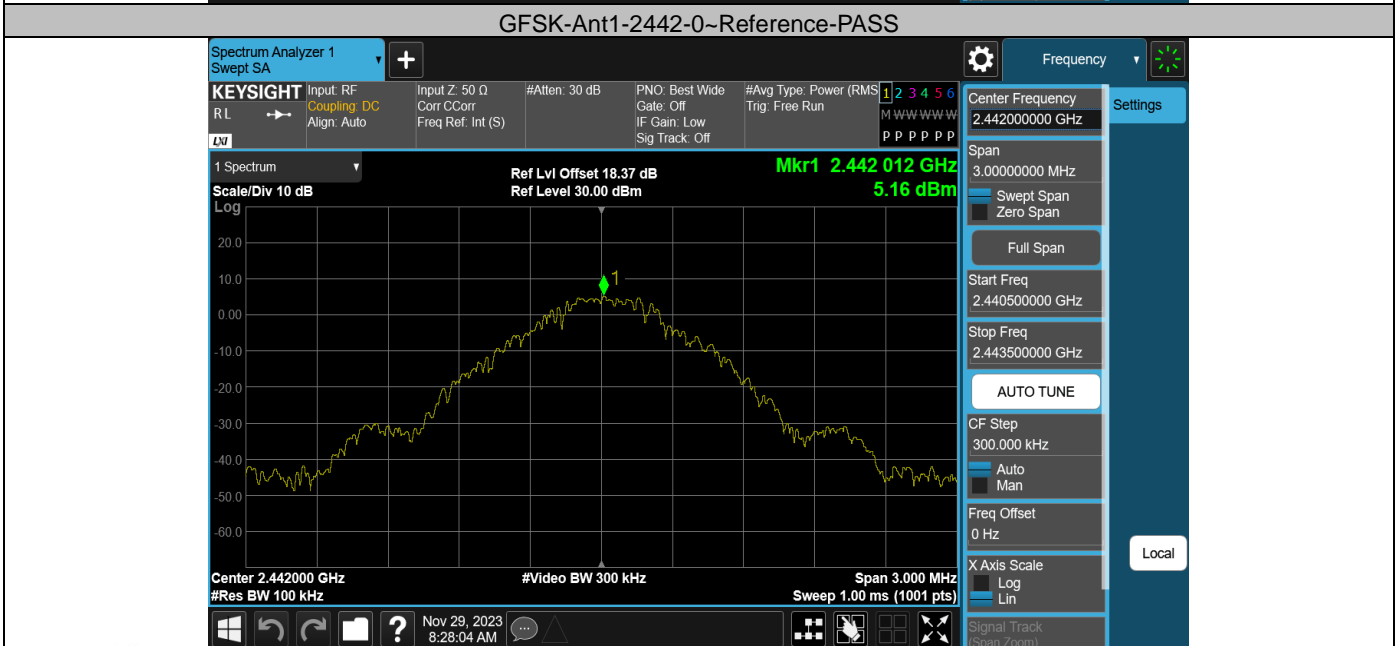 GFSK-Ant1-2442-0~Reference-PASS
Spectrum Analyzer 1
Swept SA
+
Frequency
KEYSIGHT
R L
LXI
Input: RF
Coupling: DC
Align: Auto
Input Z: 50 Ω
Corr CCorr
Freq Ref: Int (S)
#Atten: 30 dB
PNO: Best Wide
Gate: Off
IF Gain: Low
Sig Track: Off
#Avg Type: Power (RMS
Trig: Free Run
1 2 3 4 5 6
M W W W W W
P P P P P P
Center Frequency
2.442000000 GHz
Settings
Span
3.00000000 MHz
Swept Span
Zero Span
Full Span
Start Freq
2.440500000 GHz
Stop Freq
2.443500000 GHz
AUTO TUNE
CF Step
300.000 kHz
Auto
Man
Freq Offset
0 Hz
X Axis Scale
Log
Lin
Signal Track
(Span Zoom)
Local
1 Spectrum
Scale/Div 10 dB
Log
Ref Lvl Offset 18.37 dB
Ref Level 30.00 dBm
Mkr1 2.442 012 GHz
5.16 dBm
1
20.0
10.0
0.00
-10.0
-20.0
-30.0
-40.0
-50.0
-60.0
Center 2.442000 GHz
#Video BW 300 kHz
Span 3.000 MHz
#Res BW 100 kHz
Sweep 1.00 ms (1001 pts)
?
Nov 29, 2023
8:28:04 AM